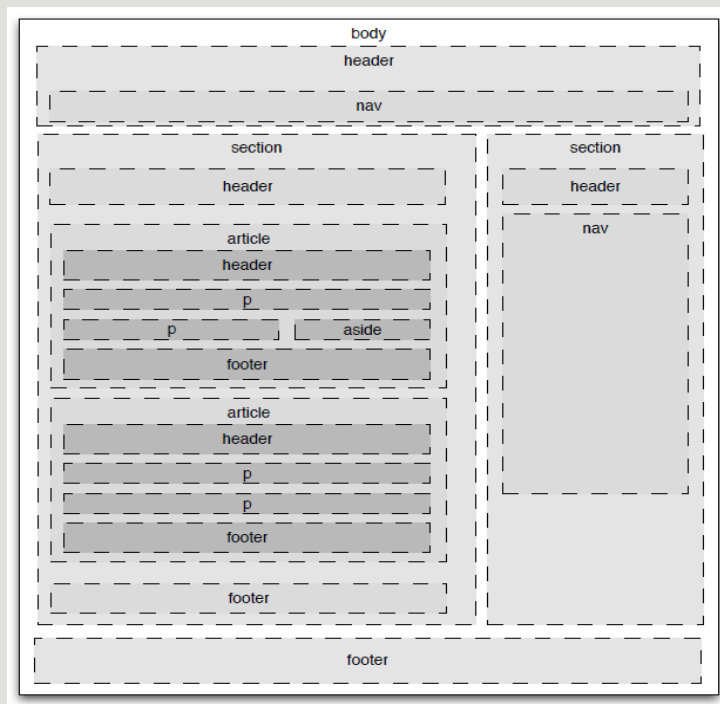 body
header
nav
section
header
article
header
p
p aside
footer
article
header
p
p
footer
footer
section
header
nav
footer